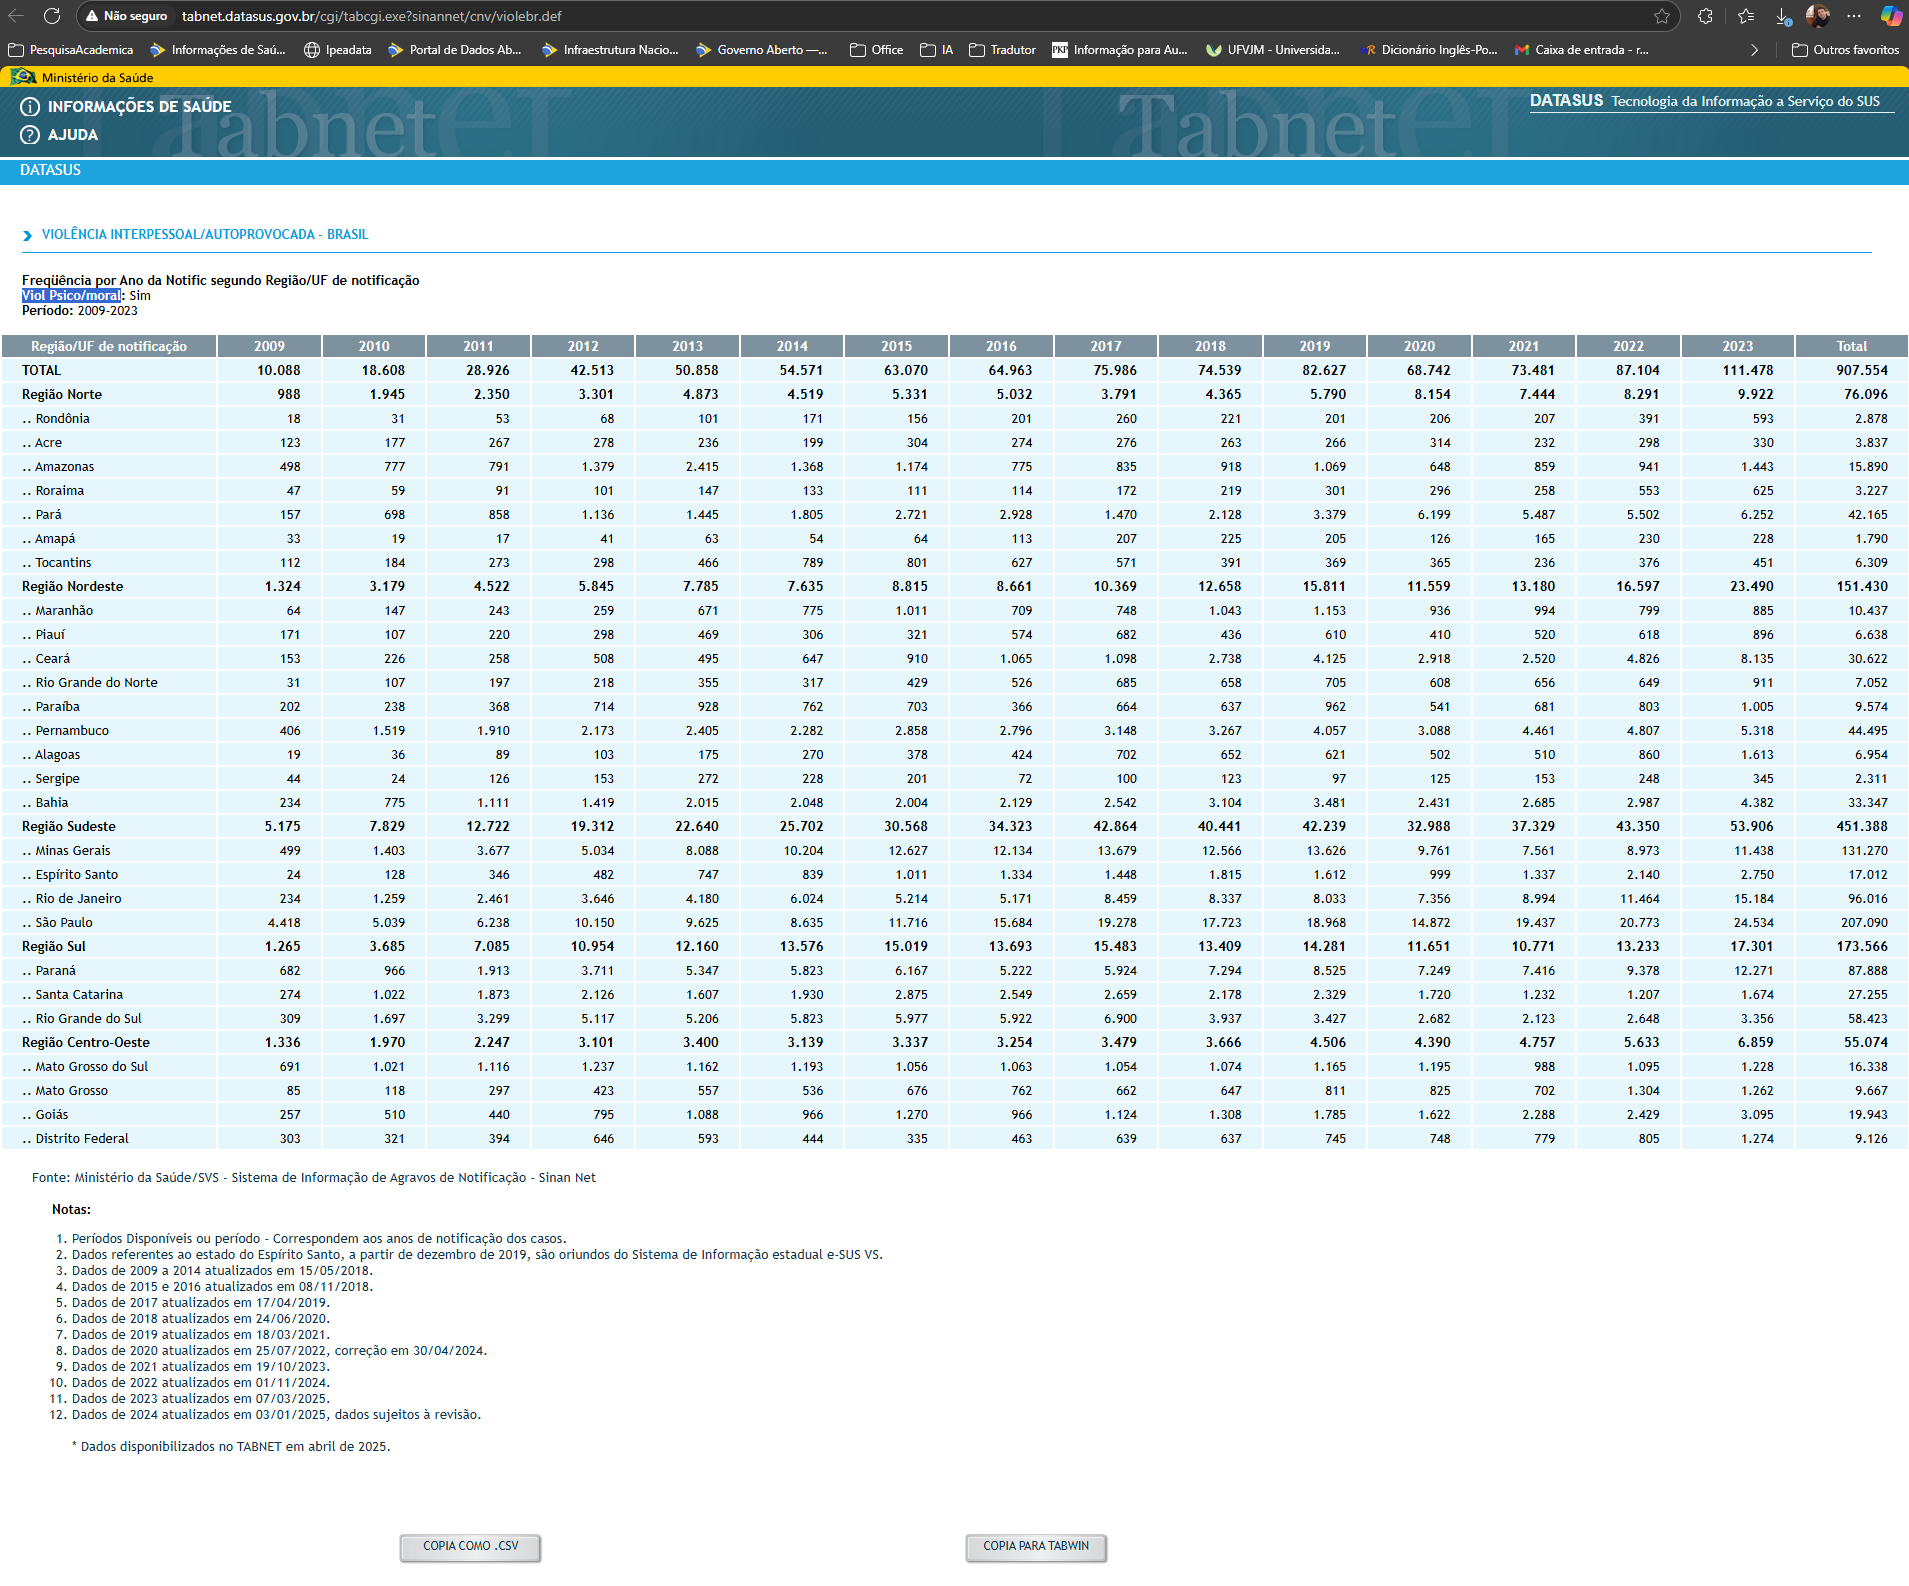 Não seguro tabnet.datasus.gov.br/cgi/tabcgi.exe?sinannet/cnv/violebr.def
PesquisaAcademica Informações de Saú... Ipeadata Portal de Dados Ab... Infraestrutura Nacio... Governo Aberto —... Office IA Tradutor PKP Informação para Au... UFVJM - Universida... Dicionário Inglês-Po... Caixa de entrada - r... Outros favoritos
Ministério da Saúde
INFORMAÇÕES DE SAÚDE
AJUDA
Tabnet Tabnet
DATASUS Tecnologia da Informação a Serviço do SUS
DATASUS
VIOLÊNCIA INTERPESSOAL/AUTOPROVOCADA - BRASIL
Freqüência por Ano da Notific segundo Região/UF de notificação
Viol Psico/moral: Sim
Período: 2009-2023
Região/UF de notificação 2009 2010 2011 2012 2013 2014 2015 2016 2017 2018 2019 2020 2021 2022 2023 Total
TOTAL 10.088 18.608 28.926 42.513 50.858 54.571 63.070 64.963 75.986 74.539 82.627 68.742 73.481 87.104 111.478 907.554
Região Norte 988 1.945 2.350 3.301 4.873 4.519 5.331 5.032 3.791 4.365 5.790 8.154 7.444 8.291 9.922 76.096
.. Rondônia 18 31 53 68 101 171 156 201 260 221 201 206 207 391 593 2.878
.. Acre 123 177 267 278 236 199 304 274 276 263 266 314 232 298 330 3.837
.. Amazonas 498 777 791 1.379 2.415 1.368 1.174 775 835 918 1.069 648 859 941 1.443 15.890
.. Roraima 47 59 91 101 147 133 111 114 172 219 301 296 258 553 625 3.227
.. Pará 157 698 858 1.136 1.445 1.805 2.721 2.928 1.470 2.128 3.379 6.199 5.487 5.502 6.252 42.165
.. Amapá 33 19 17 41 63 54 64 113 207 225 205 126 165 230 228 1.790
.. Tocantins 112 184 273 298 466 789 801 627 571 391 369 365 236 376 451 6.309
Região Nordeste 1.324 3.179 4.522 5.845 7.785 7.635 8.815 8.661 10.369 12.658 15.811 11.559 13.180 16.597 23.490 151.430
.. Maranhão 64 147 243 259 671 775 1.011 709 748 1.043 1.153 936 994 799 885 10.437
.. Piauí 171 107 220 298 469 306 321 574 682 436 610 410 520 618 896 6.638
.. Ceará 153 226 258 508 495 647 910 1.065 1.098 2.738 4.125 2.918 2.520 4.826 8.135 30.622
.. Rio Grande do Norte 31 107 197 218 355 317 429 526 685 658 705 608 656 649 911 7.052
.. Paraíba 202 238 368 714 928 762 703 366 664 637 962 541 681 803 1.005 9.574
.. Pernambuco 406 1.519 1.910 2.173 2.405 2.282 2.858 2.796 3.148 3.267 4.057 3.088 4.461 4.807 5.318 44.495
.. Alagoas 19 36 89 103 175 270 378 424 702 652 621 502 510 860 1.613 6.954
.. Sergipe 44 24 126 153 272 228 201 72 100 123 97 125 153 248 345 2.311
.. Bahia 234 775 1.111 1.419 2.015 2.048 2.004 2.129 2.542 3.104 3.481 2.431 2.685 2.987 4.382 33.347
Região Sudeste 5.175 7.829 12.722 19.312 22.640 25.702 30.568 34.323 42.864 40.441 42.239 32.988 37.329 43.350 53.906 451.388
.. Minas Gerais 499 1.403 3.677 5.034 8.088 10.204 12.627 12.134 13.679 12.566 13.626 9.761 7.561 8.973 11.438 131.270
.. Espírito Santo 24 128 346 482 747 839 1.011 1.334 1.448 1.815 1.612 999 1.337 2.140 2.750 17.012
.. Rio de Janeiro 234 1.259 2.461 3.646 4.180 6.024 5.214 5.171 8.459 8.337 8.033 7.356 8.994 11.464 15.184 96.016
.. São Paulo 4.418 5.039 6.238 10.150 9.625 8.635 11.716 15.684 19.278 17.723 18.968 14.872 19.437 20.773 24.534 207.090
Região Sul 1.265 3.685 7.085 10.954 12.160 13.576 15.019 13.693 15.483 13.409 14.281 11.651 10.771 13.233 17.301 173.566
.. Paraná 682 966 1.913 3.711 5.347 5.823 6.167 5.222 5.924 7.294 8.525 7.249 7.416 9.378 12.271 87.888
.. Santa Catarina 274 1.022 1.873 2.126 1.607 1.930 2.875 2.549 2.659 2.178 2.329 1.720 1.232 1.207 1.674 27.255
.. Rio Grande do Sul 309 1.697 3.299 5.117 5.206 5.823 5.977 5.922 6.900 3.937 3.427 2.682 2.123 2.648 3.356 58.423
Região Centro-Oeste 1.336 1.970 2.247 3.101 3.400 3.139 3.337 3.254 3.479 3.666 4.506 4.390 4.757 5.633 6.859 55.074
.. Mato Grosso do Sul 691 1.021 1.116 1.237 1.162 1.193 1.056 1.063 1.054 1.074 1.165 1.195 988 1.095 1.228 16.338
.. Mato Grosso 85 118 297 423 557 536 676 762 662 647 811 825 702 1.304 1.262 9.667
.. Goiás 257 510 440 795 1.088 966 1.270 966 1.124 1.308 1.785 1.622 2.288 2.429 3.095 19.943
.. Distrito Federal 303 321 394 646 593 444 335 463 639 637 745 748 779 805 1.274 9.126
Fonte: Ministério da Saúde/SVS - Sistema de Informação de Agravos de Notificação - Sinan Net
Notas:
1. Períodos Disponíveis ou período - Correspondem aos anos de notificação dos casos.
2. Dados referentes ao estado do Espírito Santo, a partir de dezembro de 2019, são oriundos do Sistema de Informação estadual e-SUS VS.
3. Dados de 2009 a 2014 atualizados em 15/05/2018.
4. Dados de 2015 e 2016 atualizados em 08/11/2018.
5. Dados de 2017 atualizados em 17/04/2019.
6. Dados de 2018 atualizados em 24/06/2020.
7. Dados de 2019 atualizados em 18/03/2021.
8. Dados de 2020 atualizados em 25/07/2022, correção em 30/04/2024.
9. Dados de 2021 atualizados em 19/10/2023.
10. Dados de 2022 atualizados em 01/11/2024.
11. Dados de 2023 atualizados em 07/03/2025.
12. Dados de 2024 atualizados em 03/01/2025, dados sujeitos à revisão.
* Dados disponibilizados no TABNET em abril de 2025.
COPIA COMO .CSV COPIA PARA TABWIN